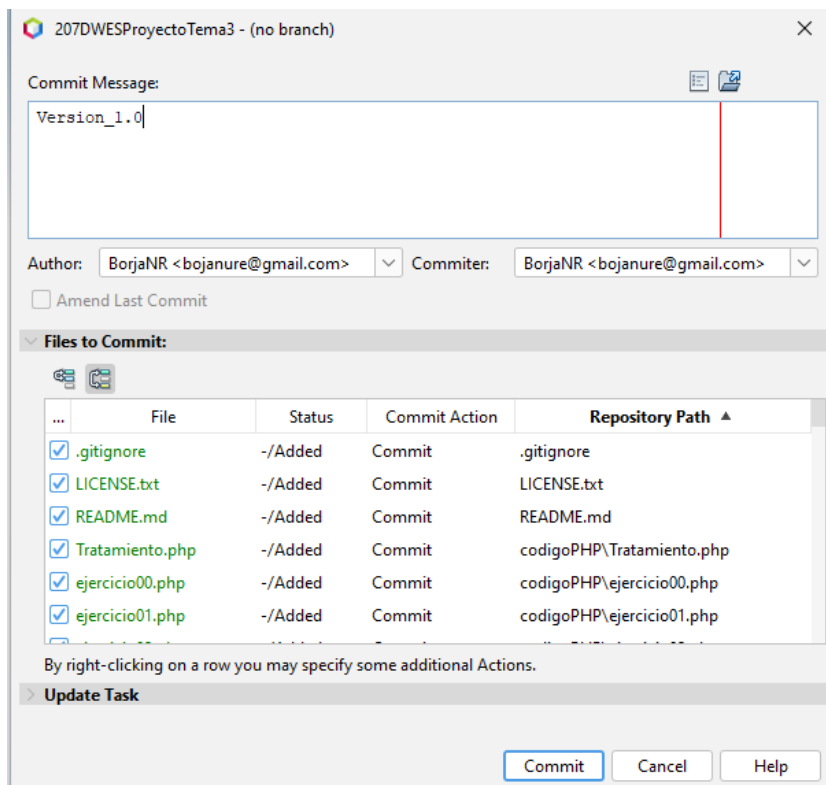 207DWESProyectoTema3 - (no branch)
Commit Message:
Version_1.0
Author: BorjaNR <bojanure@gmail.com> Commiter: BorjaNR <bojanure@gmail.com>
Amend Last Commit
Files to Commit:
... File Status Commit Action Repository Path
.gitignore -/Added Commit .gitignore
LICENSE.txt -/Added Commit LICENSE.txt
README.md -/Added Commit README.md
Tratamiento.php -/Added Commit codigoPHP\Tratamiento.php
ejercicio00.php -/Added Commit codigoPHP\ejercicio00.php
ejercicio01.php -/Added Commit codigoPHP\ejercicio01.php
By right-clicking on a row you may specify some additional Actions.
Update Task
Commit Cancel Help